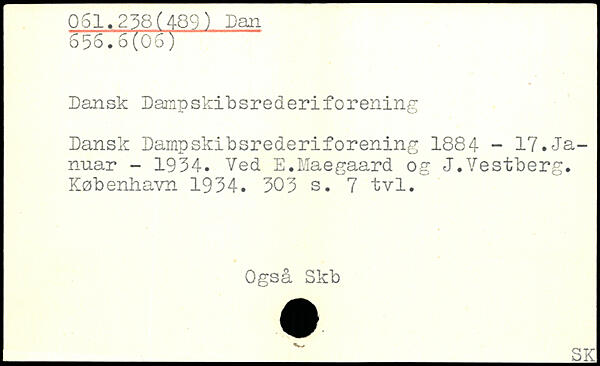 061.238(489) Dan
656.6(06)
Dansk Dampskibsrederiforening
Dansk Dampskibsrederiforening 1884 - 17.Ja-
nuar - 1934. Ved E.Maegaard og J.Vestberg.
København 1934. 303 s. 7 tvl.
Også Skb
SK